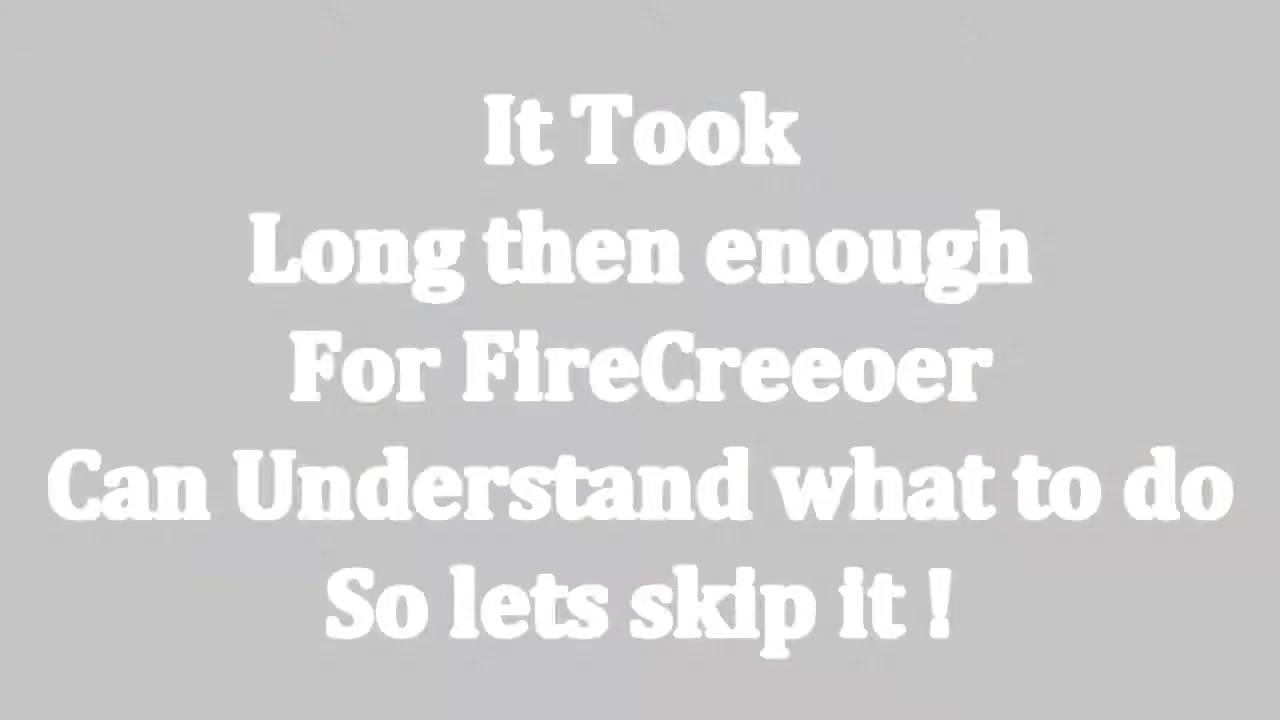 It Took
Long then enough
For FireCreeoer
Can Understand what to do
So lets skip it !